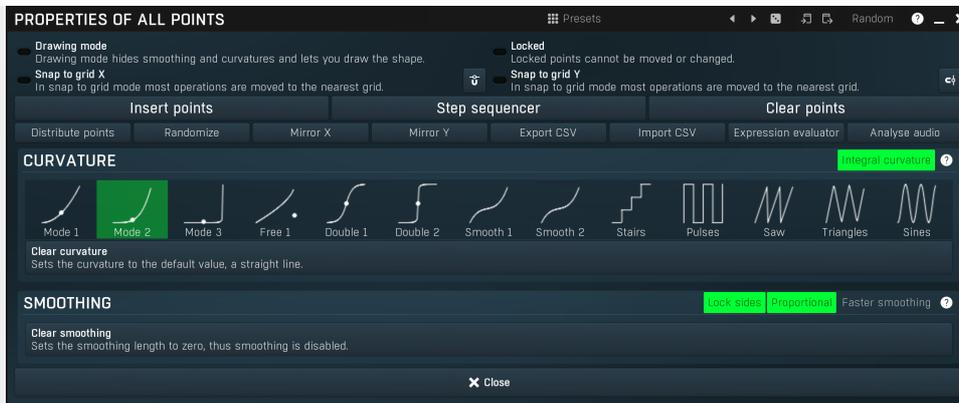 PROPERTIES OF ALL POINTS Presets Random ?
Drawing mode
Drawing mode hides smoothing and curvatures and lets you draw the shape.
Locked
Locked points cannot be moved or changed.
Snap to grid X
In snap to grid mode most operations are moved to the nearest grid.
Snap to grid Y
In snap to grid mode most operations are moved to the nearest grid.
Insert points Step sequencer Clear points
Distribute points Randomize Mirror X Mirror Y Export CSV Import CSV Expression evaluator Analyse audio
CURVATURE Integral curvature ?
Mode 1 Mode 2 Mode 3 Free 1 Double 1 Double 2 Smooth 1 Smooth 2 Stairs Pulses Saw Triangles Sines
Clear curvature
Sets the curvature to the default value, a straight line.
SMOOTHING Lock sides Proportional Faster smoothing ?
Clear smoothing
Sets the smoothing length to zero, thus smoothing is disabled.
Close